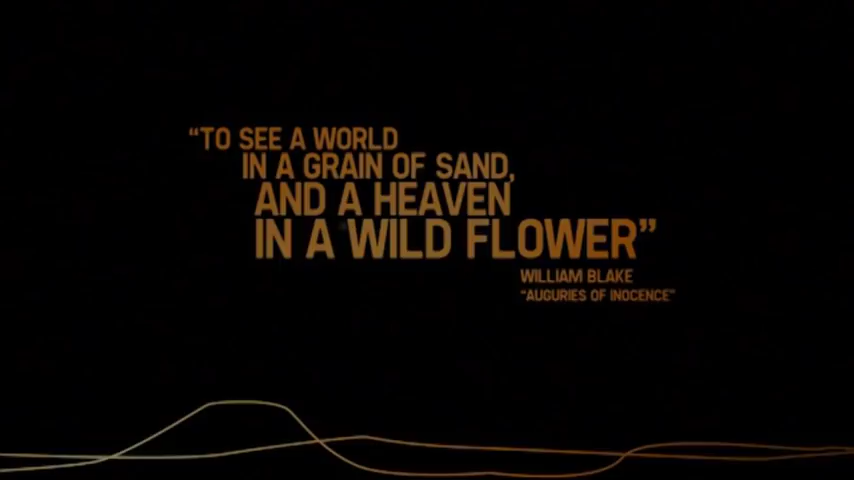 “TO SEE A WORLD
IN A GRAIN OF SAND,
AND A HEAVEN
IN A WILD FLOWER”
WILLIAM BLAKE
“AUGURIES OF INOCENCE”